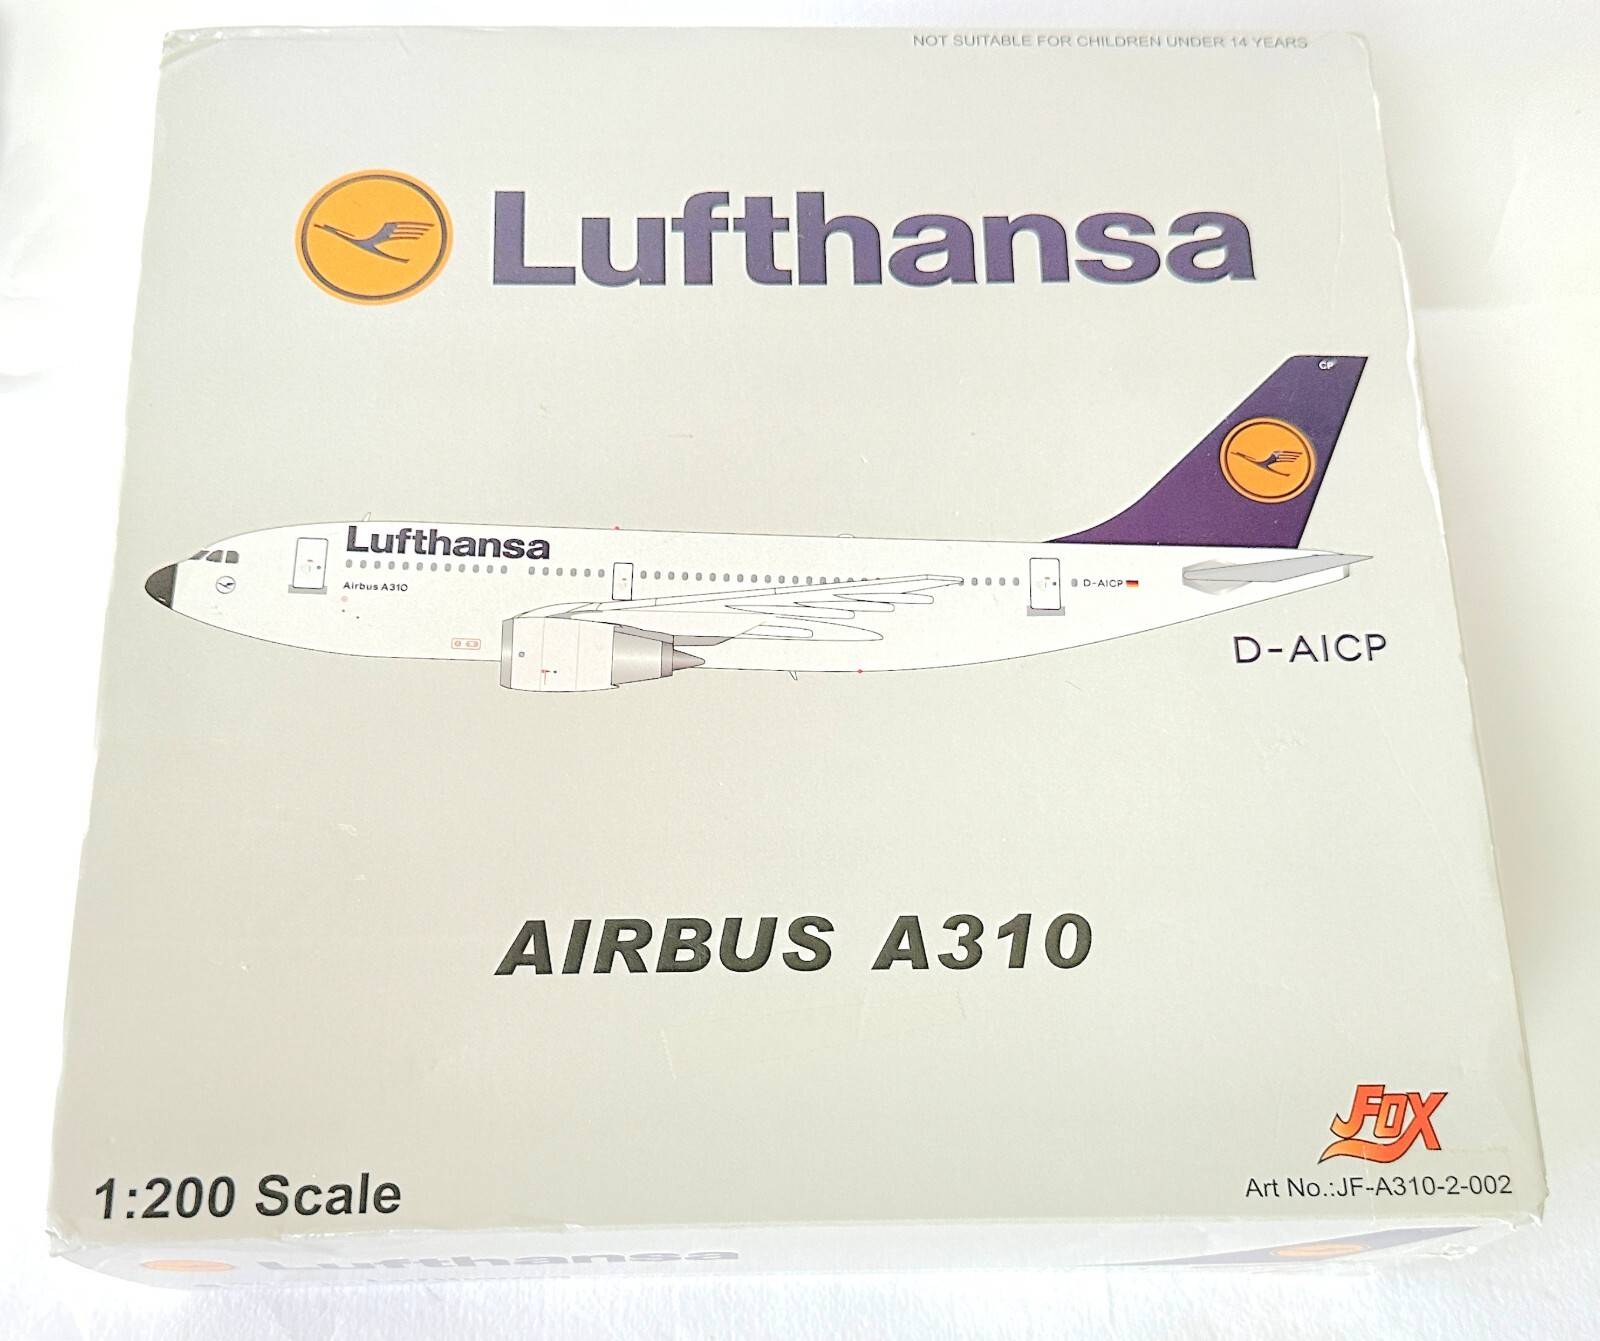 NOT SUITABLE FOR CHILDREN UNDER 14 YEARS
Lufthansa
CP
Lufthansa
Airbus A310
D-AICP
D-AICP
AIRBUS A310
JFOX
1:200 Scale
Art No.:JF-A310-2-002
Lufthansa